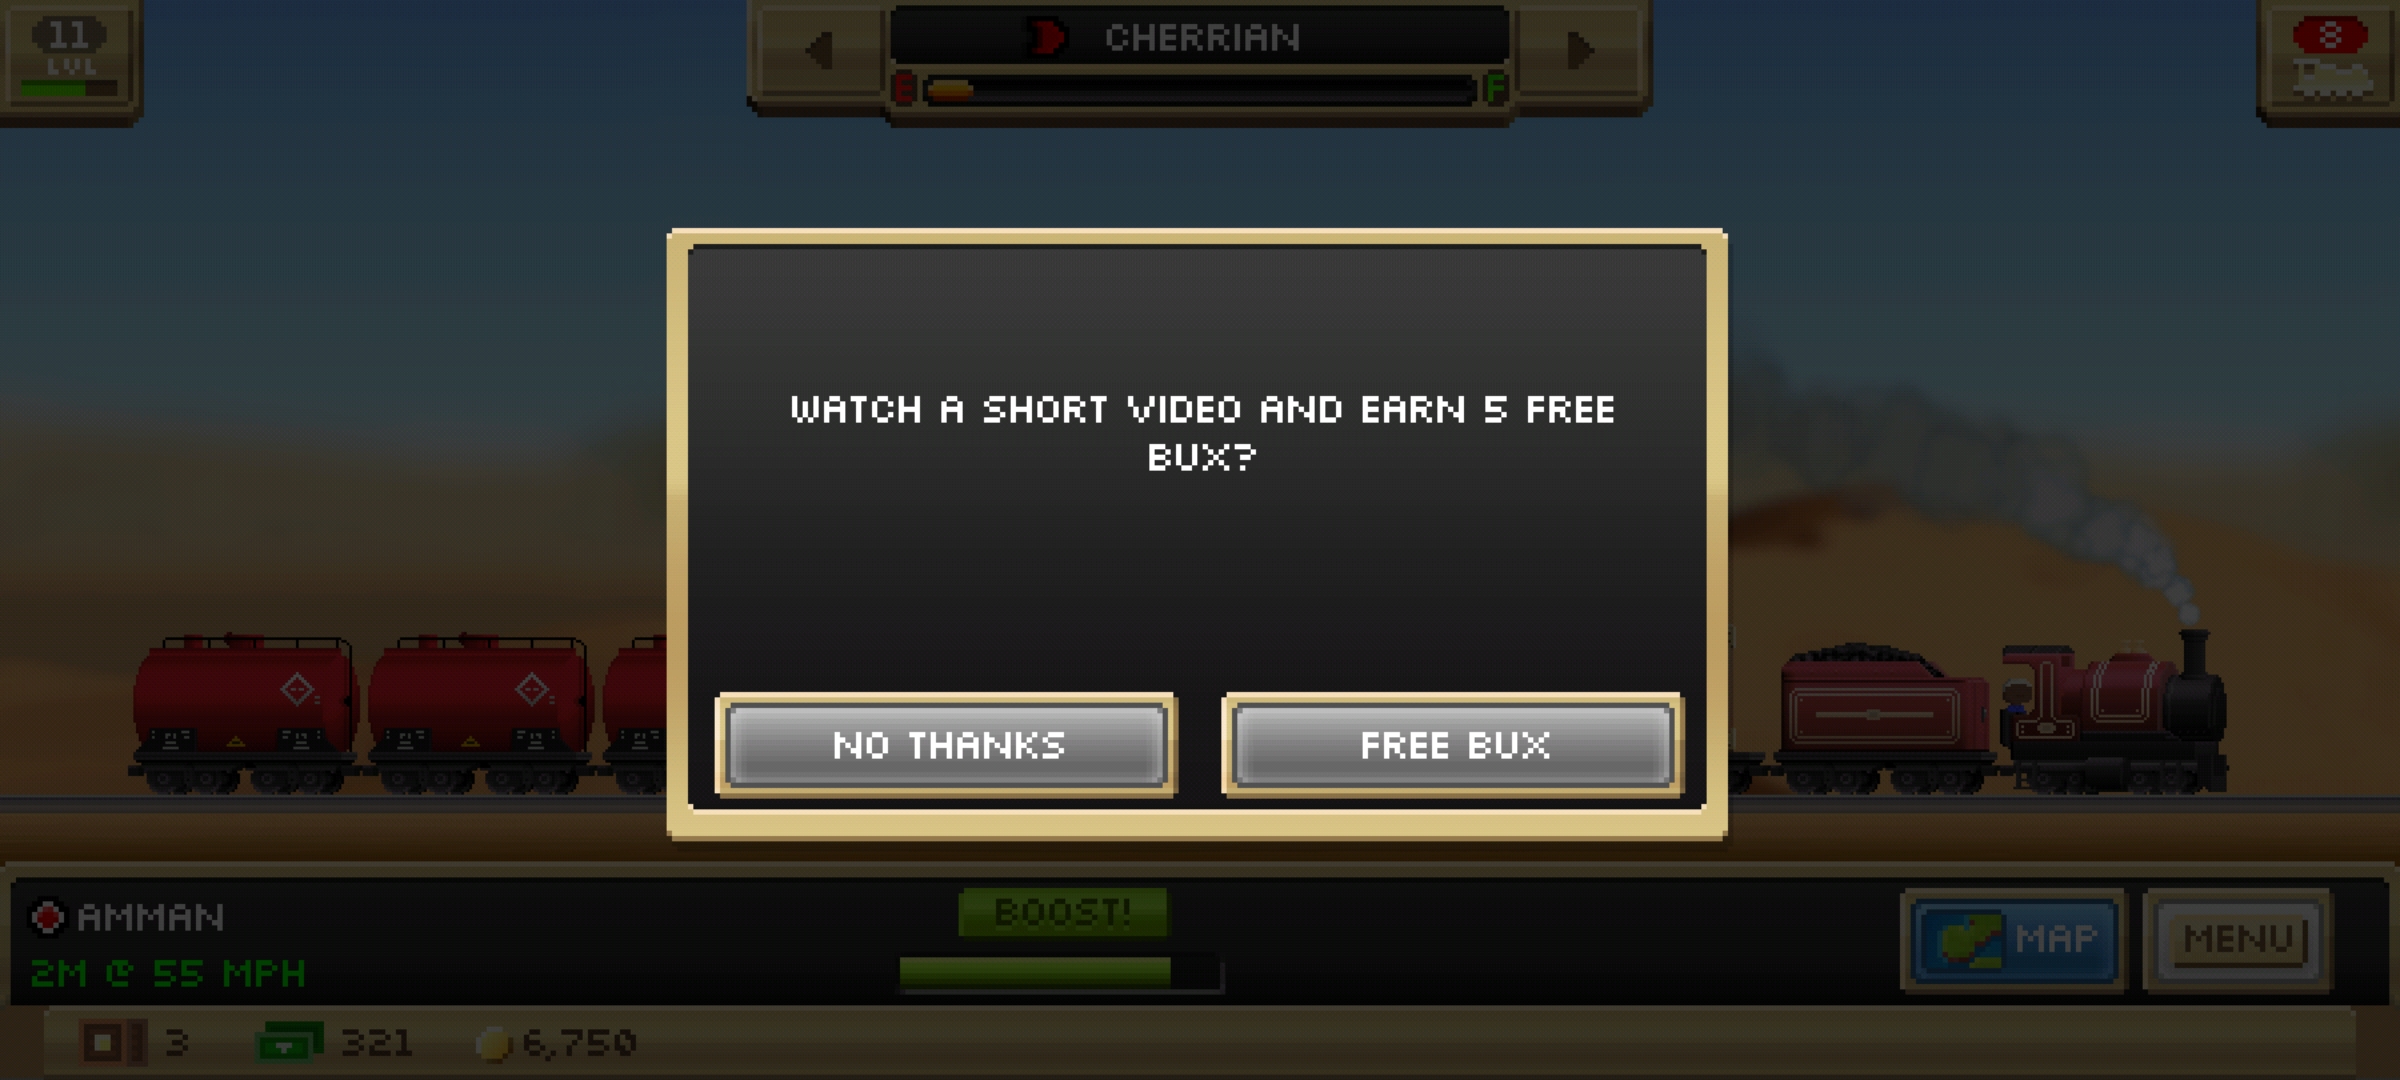 11
LVL
CHERRIAN
E F
8
WATCH A SHORT VIDEO AND EARN 5 FREE
BUX?
NO THANKS
FREE BUX
AMMAN
2M @ 55 MPH
BOOST!
MAP
MENU
3
321
6,750